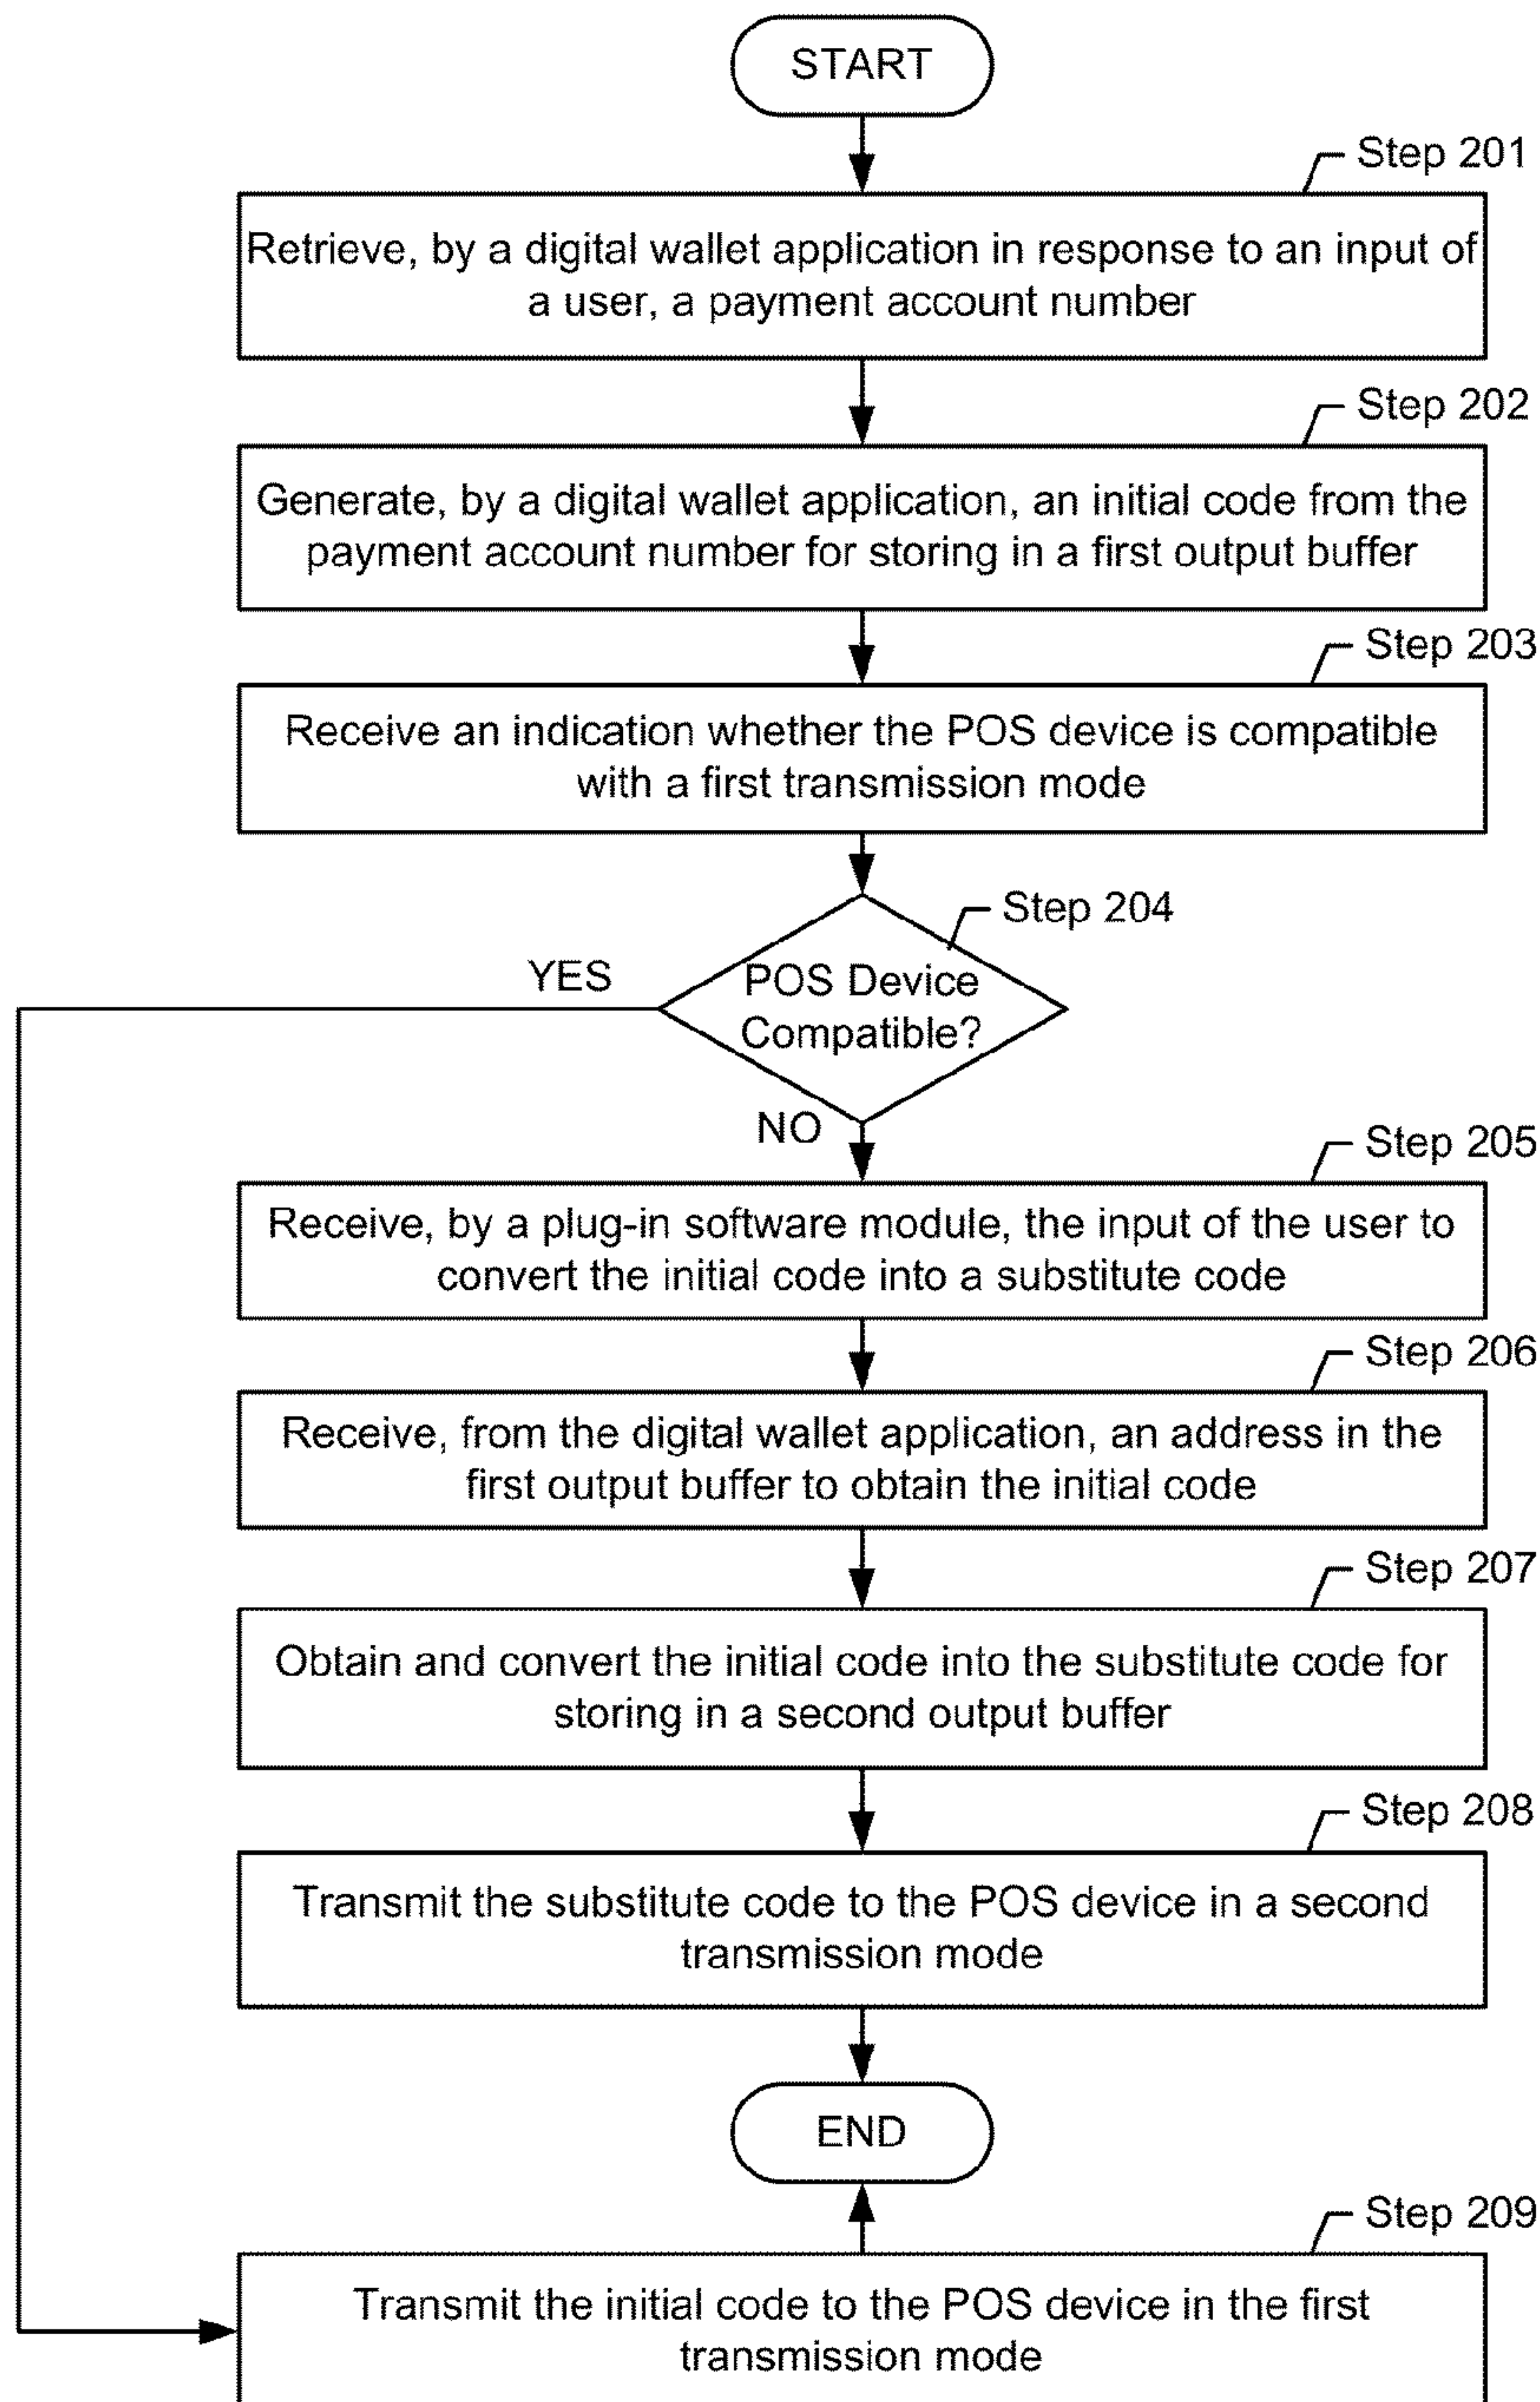 START
Step 201
Retrieve, by a digital wallet application in response to an input of
a user, a payment account number
Step 202
Generate, by a digital wallet application, an initial code from the
payment account number for storing in a first output buffer
Step 203
Receive an indication whether the POS device is compatible
with a first transmission mode
Step 204
YES
POS Device
Compatible?
NO
Step 205
Receive, by a plug-in software module, the input of the user to
convert the initial code into a substitute code
Step 206
Receive, from the digital wallet application, an address in the
first output buffer to obtain the initial code
Step 207
Obtain and convert the initial code into the substitute code for
storing in a second output buffer
Step 208
Transmit the substitute code to the POS device in a second
transmission mode
END
Step 209
Transmit the initial code to the POS device in the first
transmission mode